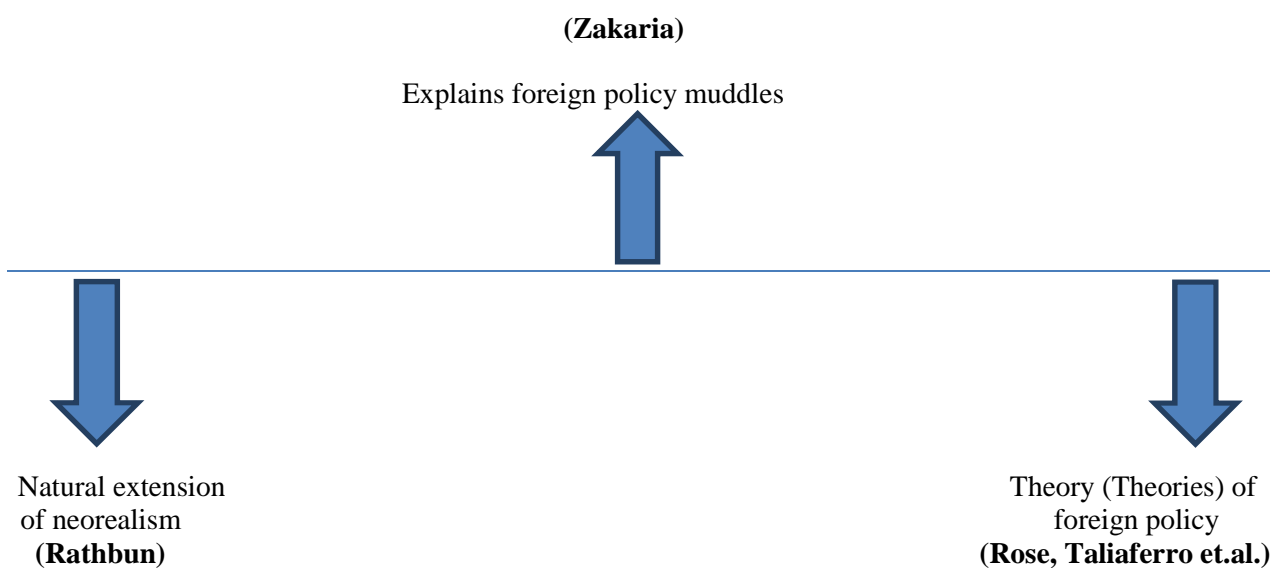 (Zakaria)
Explains foreign policy muddles
Natural extension
of neorealism
(Rathbun)
Theory (Theories) of
foreign policy
(Rose, Taliaferro et.al.)